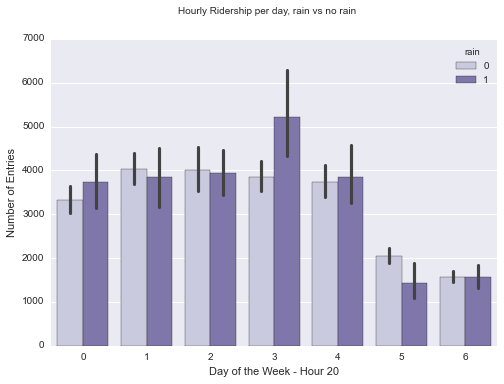 Hourly Ridership per day, rain vs no rain
7000
6000
5000
4000
3000
2000
1000
0
Number of Entries
rain
0
1
0 1 2 3 4 5 6
Day of the Week - Hour 20